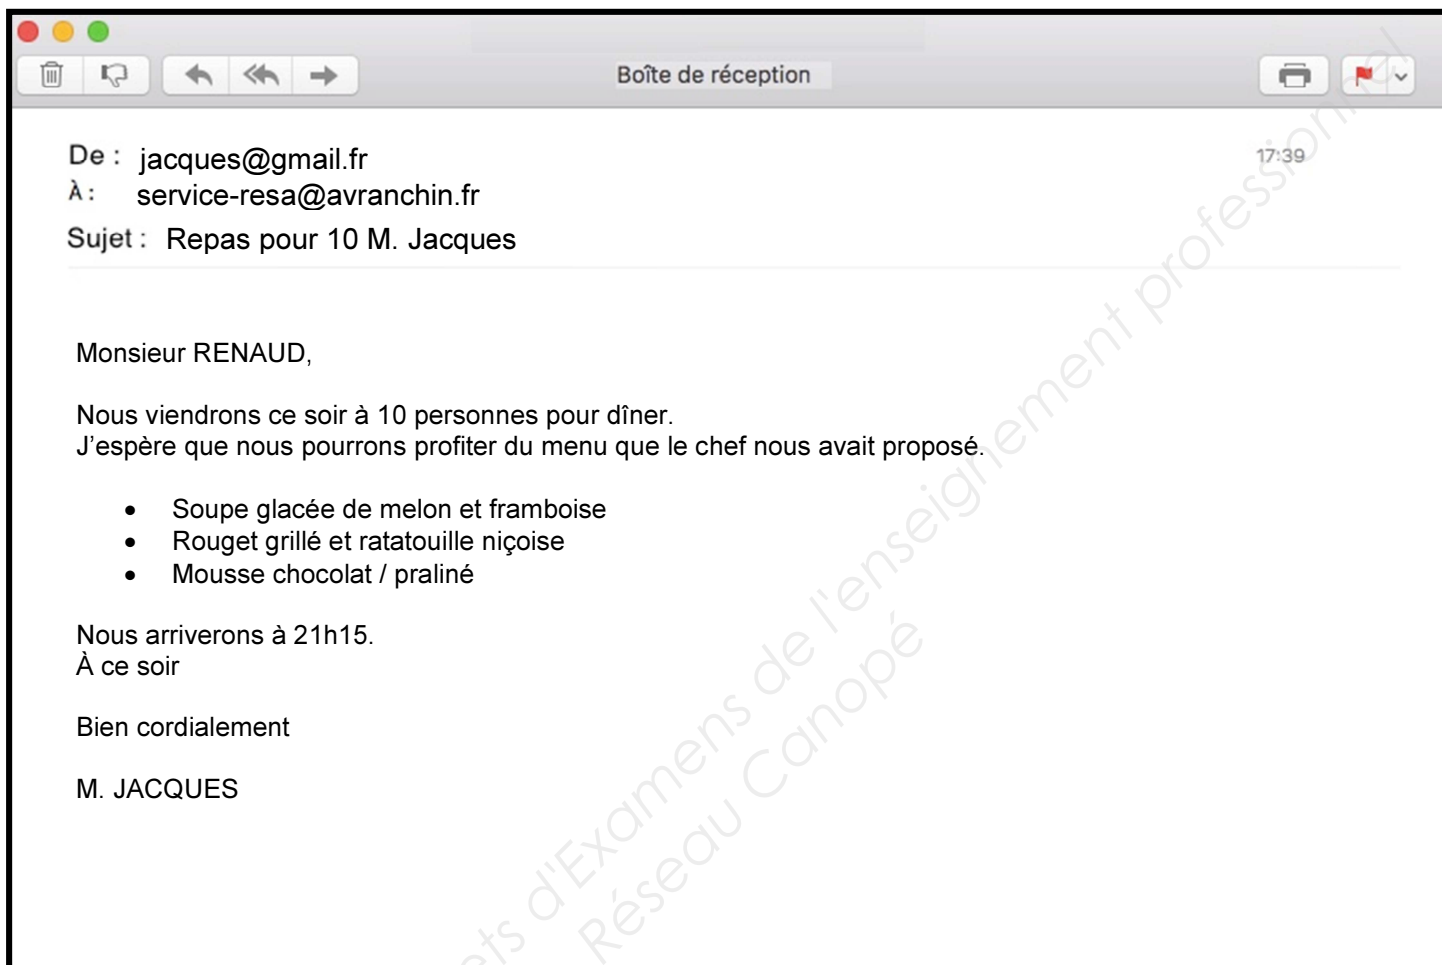 Boîte de réception
De : jacques@gmail.fr
17:39
À : service-resa@avranchin.fr
Sujet : Repas pour 10 M. Jacques
Monsieur RENAUD,
Nous viendrons ce soir à 10 personnes pour dîner.
J’espère que nous pourrons profiter du menu que le chef nous avait proposé.
• Soupe glacée de melon et framboise
• Rouget grillé et ratatouille niçoise
• Mousse chocolat / praliné
Nous arriverons à 21h15.
À ce soir
Bien cordialement
M. JACQUES
d'Examens de l'enseignement professionnel
Réseau Canopé